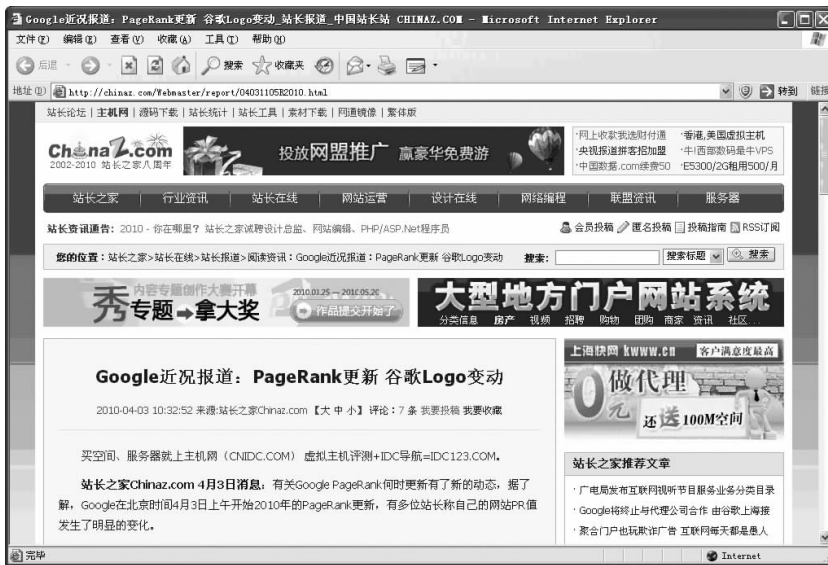 Google近况报道：PageRank更新 谷歌Logo变动_站长报道_中国站长站 CHINAZ.COM - Microsoft Internet Explorer
文件(F) 编辑(E) 查看(V) 收藏(A) 工具(T) 帮助(H)
后退 搜索 收藏夹
地址(D) http://chinaz.com/Webmaster/report/04031105R2010.html 转到 链接
站长论坛 | 主机网 | 源码下载 | 站长统计 | 站长工具 | 素材下载 | 网通镜像 | 繁体版
ChinaZ.com
2002-2010 站长之家八周年
投放网盟推广 赢豪华免费游
·网上收款我选财付通 ·香港,美国虚拟主机
·央视报道拼客招加盟 ·牛!西部数码最牛VPS
·中国数据.com续费50 ·E5300/2G租用500/月
站长之家 | 行业资讯 | 站长在线 | 网站运营 | 设计在线 | 网络编程 | 联盟资讯 | 服务器
站长资讯通告：2010 - 你在哪里？ 站长之家诚聘设计总监、网站编辑、PHP/ASP.Net程序员
会员投稿 匿名投稿 投稿指南 RSS订阅
您的位置：站长之家>站长在线>站长报道>阅读资讯：Google近况报道：PageRank更新 谷歌Logo变动 搜索： 搜索标题 搜索
内容专题创作大赛开幕
秀专题→拿大奖
2010.01.25 — 2010.05.20
作品提交开始了
大型地方门户网站系统
分类信息 房产 视频 招聘 购物 团购 商家 资讯 社区...
Google近况报道：PageRank更新 谷歌Logo变动
2010-04-03 10:32:52 来源:站长之家Chinaz.com 【大 中 小】 评论：7 条 我要投稿 我要收藏
买空间、服务器就上主机网（CNIDC.COM） 虚拟主机评测+IDC导航=IDC123.COM。
站长之家Chinaz.com 4月3日消息：有关Google PageRank何时更新有了新的动态，据了
解，Google在北京时间4月3日上午开始2010年的PageRank更新，有多位站长称自己的网站PR值
发生了明显的变化。
上海快网 kwww.cn 客户满意度最高
0元 做代理
还送100M空间
站长之家推荐文章
· 广电局发布互联网视听节目服务业务分类目录
· Google将终止与代理公司合作 由谷歌上海接
· 聚合门户也玩欺诈广告 互联网每天都是愚人
完毕 Internet